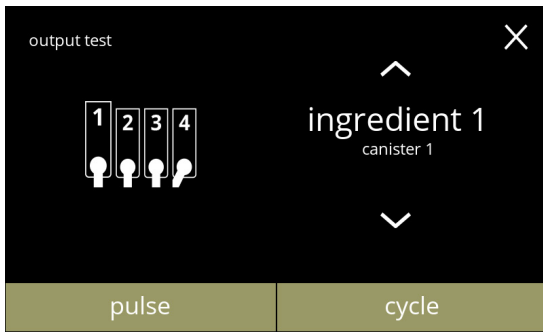 output test
1 2 3 4
ingredient 1
canister 1
pulse
cycle